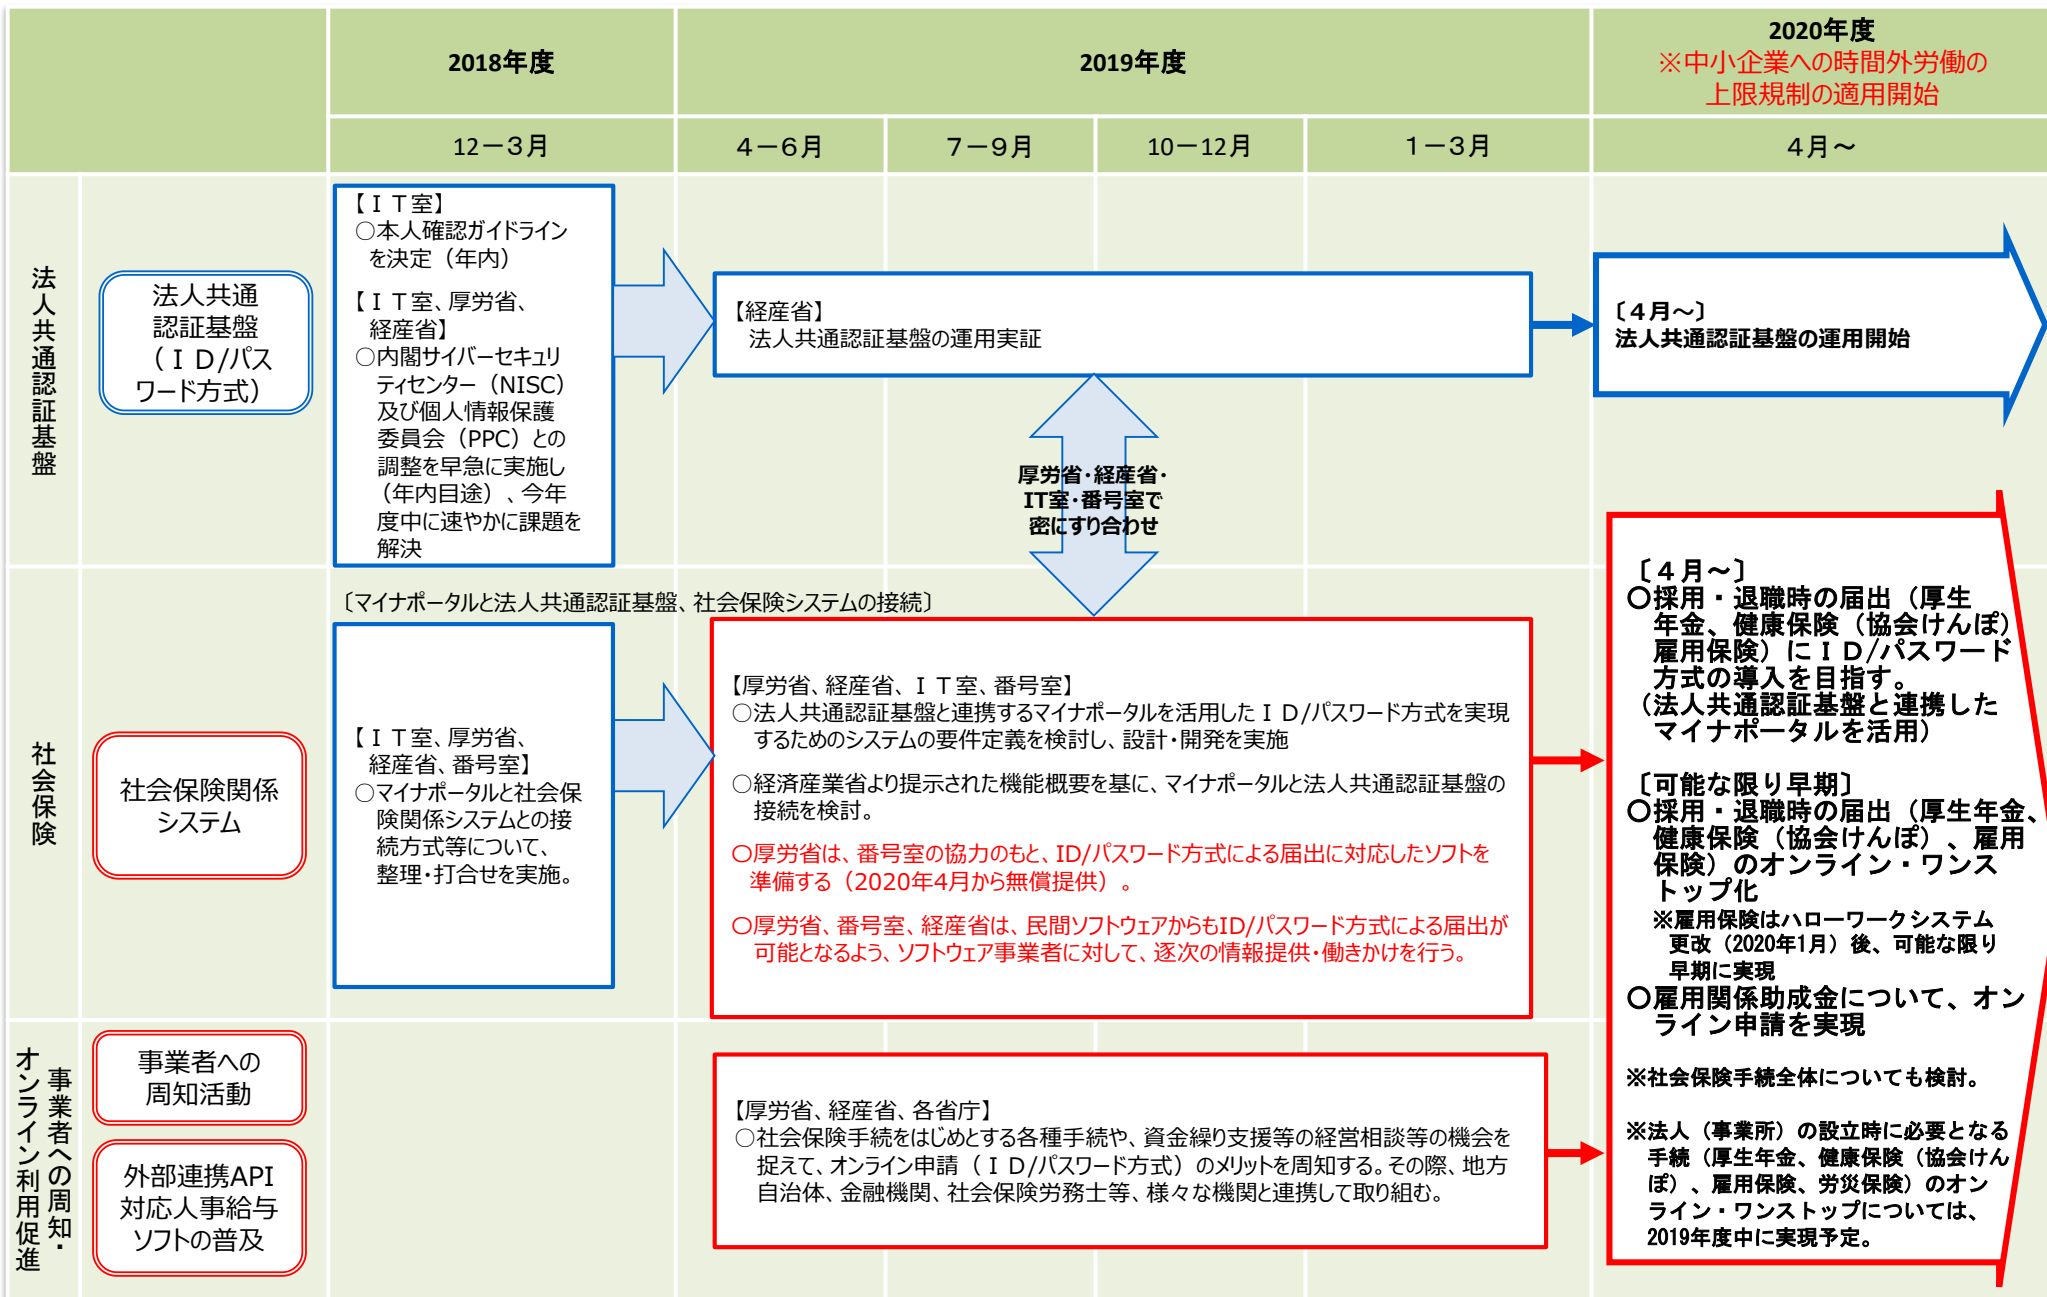 2018年度
2019年度
2020年度
※中小企業への時間外労働の
上限規制の適用開始
12－3月
4－6月
7－9月
10－12月
1－3月
4月～
法人共通認証基盤
法人共通
認証基盤
（ＩＤ/パス
ワード方式）
【ＩＴ室】
○本人確認ガイドライン
を決定（年内）
【ＩＴ室、厚労省、
経産省】
○内閣サイバーセキュリ
ティセンター（NISC）
及び個人情報保護
委員会（PPC）との
調整を早急に実施し
（年内目途）、今年
度中に速やかに課題を
解決
【経産省】
法人共通認証基盤の運用実証
〔４月～〕
法人共通認証基盤の運用開始
厚労省・経産省・
IT室・番号室で
密にすり合わせ
社会保険
社会保険関係
システム
〔マイナポータルと法人共通認証基盤、社会保険システムの接続〕
【ＩＴ室、厚労省、
経産省、番号室】
○マイナポータルと社会保
険関係システムとの接
続方式等について、
整理・打合せを実施。
【厚労省、経産省、ＩＴ室、番号室】
○法人共通認証基盤と連携するマイナポータルを活用したＩＤ/パスワード方式を実現
するためのシステムの要件定義を検討し、設計・開発を実施
○経済産業省より提示された機能概要を基に、マイナポータルと法人共通認証基盤の
接続を検討。
○厚労省は、番号室の協力のもと、ID/パスワード方式による届出に対応したソフトを
準備する（2020年4月から無償提供）。
○厚労省、番号室、経産省は、民間ソフトウェアからもID/パスワード方式による届出が
可能となるよう、ソフトウェア事業者に対して、逐次の情報提供・働きかけを行う。
〔４月～〕
○採用・退職時の届出（厚生
年金、健康保険（協会けんぽ）
雇用保険）にＩＤ/パスワード
方式の導入を目指す。
（法人共通認証基盤と連携した
マイナポータルを活用）
〔可能な限り早期〕
○採用・退職時の届出（厚生年金、
健康保険（協会けんぽ）、雇用
保険）のオンライン・ワンス
トップ化
※雇用保険はハローワークシステム
更改（2020年1月）後、可能な限り
早期に実現
○雇用関係助成金について、オン
ライン申請を実現
※社会保険手続全体についても検討。
※法人（事業所）の設立時に必要となる
手続（厚生年金、健康保険（協会けん
ぽ）、雇用保険、労災保険）のオン
ライン・ワンストップについては、
2019年度中に実現予定。
事業者への周知・
オンライン利用促進
事業者への
周知活動
外部連携API
対応人事給与
ソフトの普及
【厚労省、経産省、各省庁】
○社会保険手続をはじめとする各種手続や、資金繰り支援等の経営相談等の機会を
捉えて、オンライン申請（ＩＤ/パスワード方式）のメリットを周知する。その際、地方
自治体、金融機関、社会保険労務士等、様々な機関と連携して取り組む。